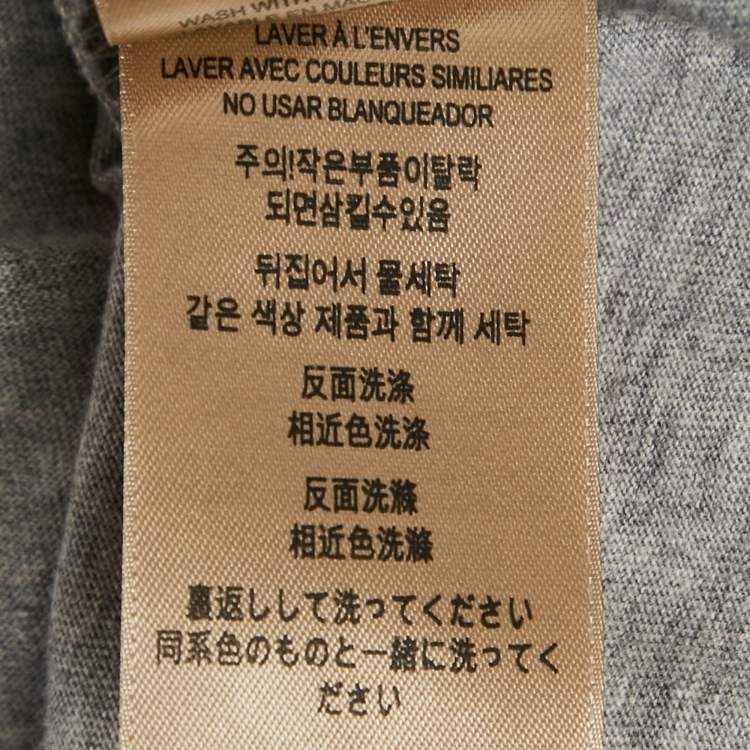 WASH WITH
LAVER À L'ENVERS
LAVER AVEC COULEURS SIMILIARES
NO USAR BLANQUEADOR
주의!작은부품이탈락
되면삼킬수있음
뒤집어서 물세탁
같은 색상 제품과 함께 세탁
反面洗涤
相近色洗涤
反面洗滌
相近色洗滌
裏返しして洗ってください
同系色のものと一緒に洗ってく
ださい